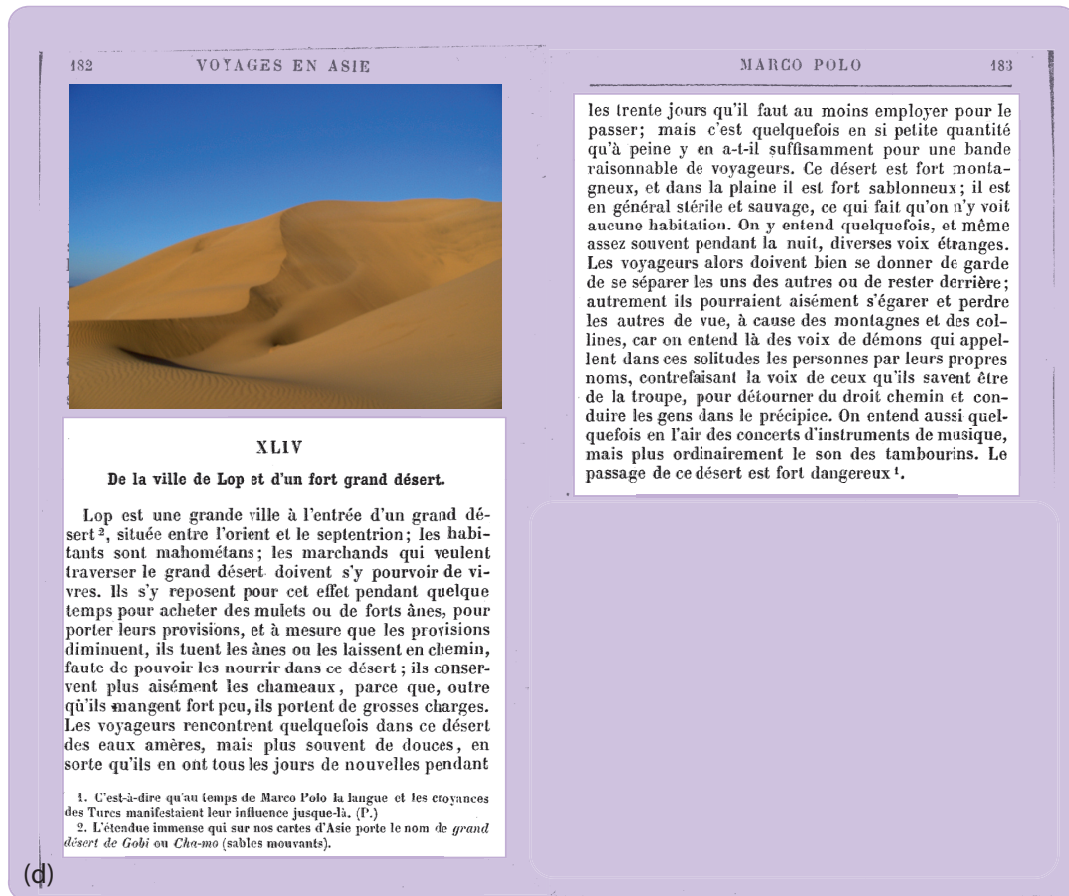 182 VOYAGES EN ASIE
XLIV
De la ville de Lop et d'un fort grand désert.
Lop est une grande ville à l'entrée d'un grand dé-
sert 2, située entre l'orient et le septentrion; les habi-
tants sont mahométans; les marchands qui veulent
traverser le grand désert doivent s'y pourvoir de vi-
vres. Ils s'y reposent pour cet effet pendant quelque
temps pour acheter des mulets ou de forts ânes, pour
porter leurs provisions, et à mesure que les provisions
diminuent, ils tuent les ânes ou les laissent en chemin,
faute de pouvoir les nourrir dans ce désert; ils conser-
vent plus aisément les chameaux, parce que, outre
qu'ils mangent fort peu, ils portent de grosses charges.
Les voyageurs rencontrent quelquefois dans ce désert
des eaux amères, mais plus souvent de douces, en
sorte qu'ils en ont tous les jours de nouvelles pendant
1. C'est-à-dire qu'au temps de Marco Polo la langue et les croyances
des Turcs manifestaient leur influence jusque-là. (P.)
2. L'étendue immense qui sur nos cartes d'Asie porte le nom de grand
désert de Gobi ou Cha-mo (sables mouvants).
(d)
MARCO POLO 183
les trente jours qu'il faut au moins employer pour le
passer; mais c'est quelquefois en si petite quantité
qu'à peine y en a-t-il suffisamment pour une bande
raisonnable de voyageurs. Ce désert est fort monta-
gneux, et dans la plaine il est fort sablonneux; il est
en général stérile et sauvage, ce qui fait qu'on n'y voit
aucune habitation. On y entend quelquefois, et même
assez souvent pendant la nuit, diverses voix étranges.
Les voyageurs alors doivent bien se donner de garde
de se séparer les uns des autres ou de rester derrière;
autrement ils pourraient aisément s'égarer et perdre
les autres de vue, à cause des montagnes et des col-
lines, car on entend là des voix de démons qui appel-
lent dans ces solitudes les personnes par leurs propres
noms, contrefaisant la voix de ceux qu'ils savent être
de la troupe, pour détourner du droit chemin et con-
duire les gens dans le précipice. On entend aussi quel-
quefois en l'air des concerts d'instruments de musique,
mais plus ordinairement le son des tambourins. Le
passage de ce désert est fort dangereux 1.